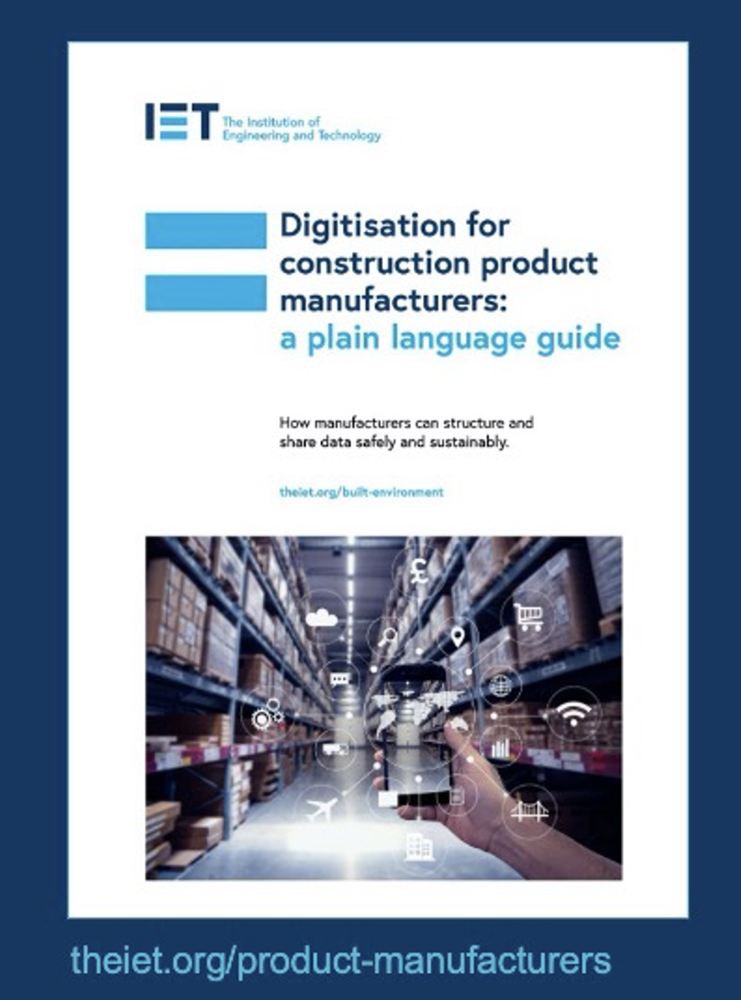 IET The Institution of
Engineering and Technology
Digitisation for
construction product
manufacturers:
a plain language guide
How manufacturers can structure and
share data safely and sustainably.
theiet.org/built-environment
£
theiet.org/product-manufacturers